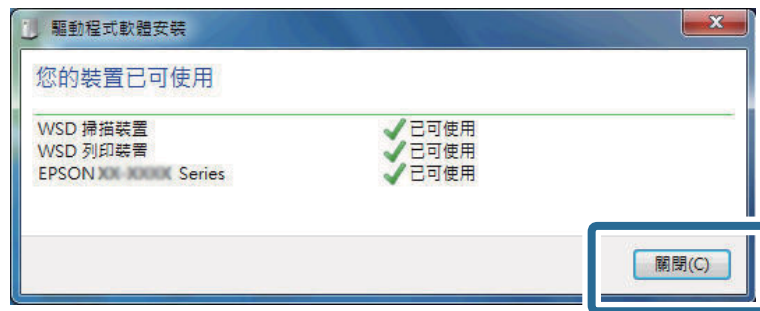 驅動程式軟體安裝
您的裝置已可使用
WSD 掃描裝置 已可使用
WSD 列印裝置 已可使用
EPSON Series 已可使用
關閉(C)